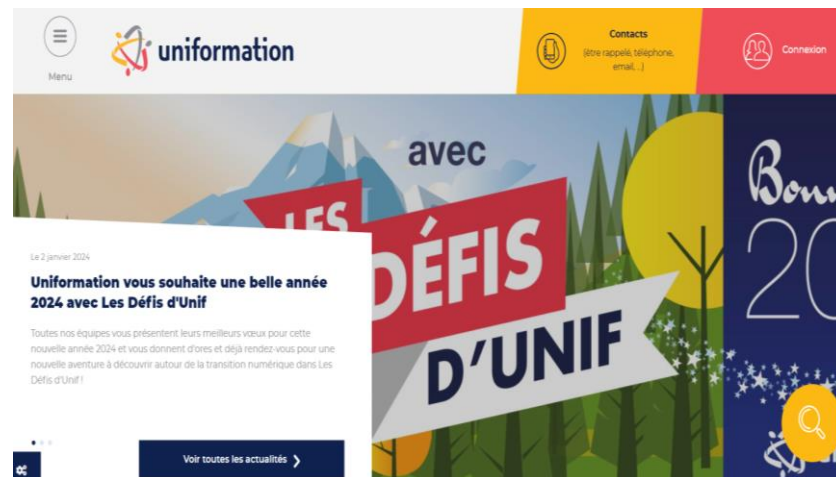 Menu
uniformation
Contacts
(être rappelé, téléphone,
email, ...)
Connexion
avec
LES
DÉFIS
D'UNIF
Le 2 janvier 2024
Uniformation vous souhaite une belle année
2024 avec Les Défis d'Unif
Toutes nos équipes vous présentent leurs meilleurs vœux pour cette
nouvelle année 2024 et vous donnent d'ores et déjà rendez-vous pour une
nouvelle aventure à découvrir autour de la transition numérique dans Les
Défis d'Unif !
Voir toutes les actualités
Bonn
20